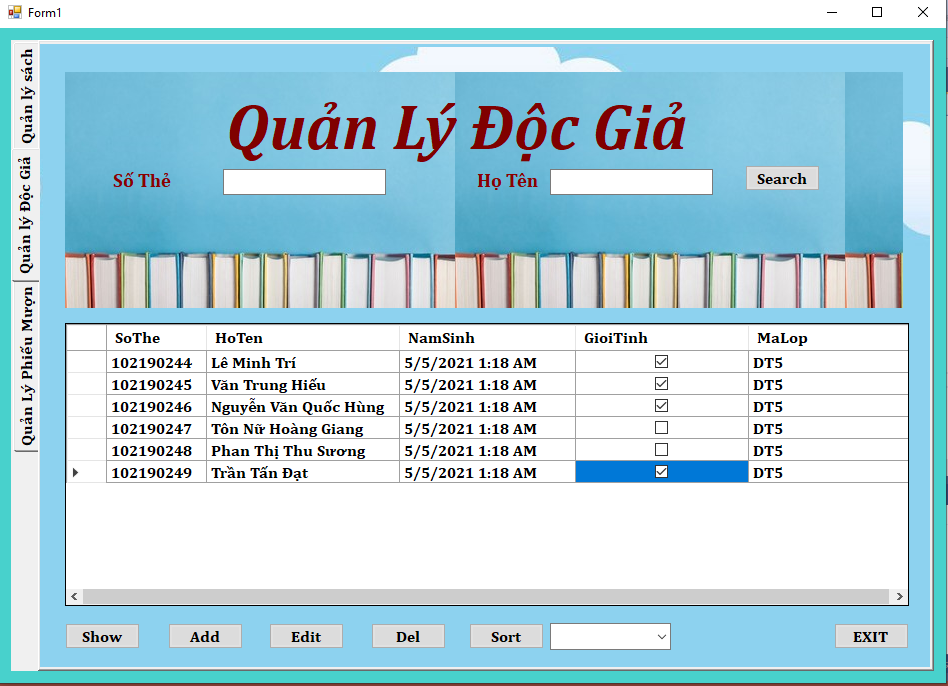 Form1
Quản lý sách
Quản lý Độc Giả
Quản Lý Phiếu Mượn
Quản Lý Độc Giả
Số Thẻ
Họ Tên
Search
SoThe HoTen NamSinh GioiTinh MaLop
102190244 Lê Minh Trí 5/5/2021 1:18 AM DT5
102190245 Văn Trung Hiếu 5/5/2021 1:18 AM DT5
102190246 Nguyễn Văn Quốc Hùng 5/5/2021 1:18 AM DT5
102190247 Tôn Nữ Hoàng Giang 5/5/2021 1:18 AM DT5
102190248 Phan Thị Thu Sương 5/5/2021 1:18 AM DT5
102190249 Trần Tấn Đạt 5/5/2021 1:18 AM DT5
Show Add Edit Del Sort EXIT